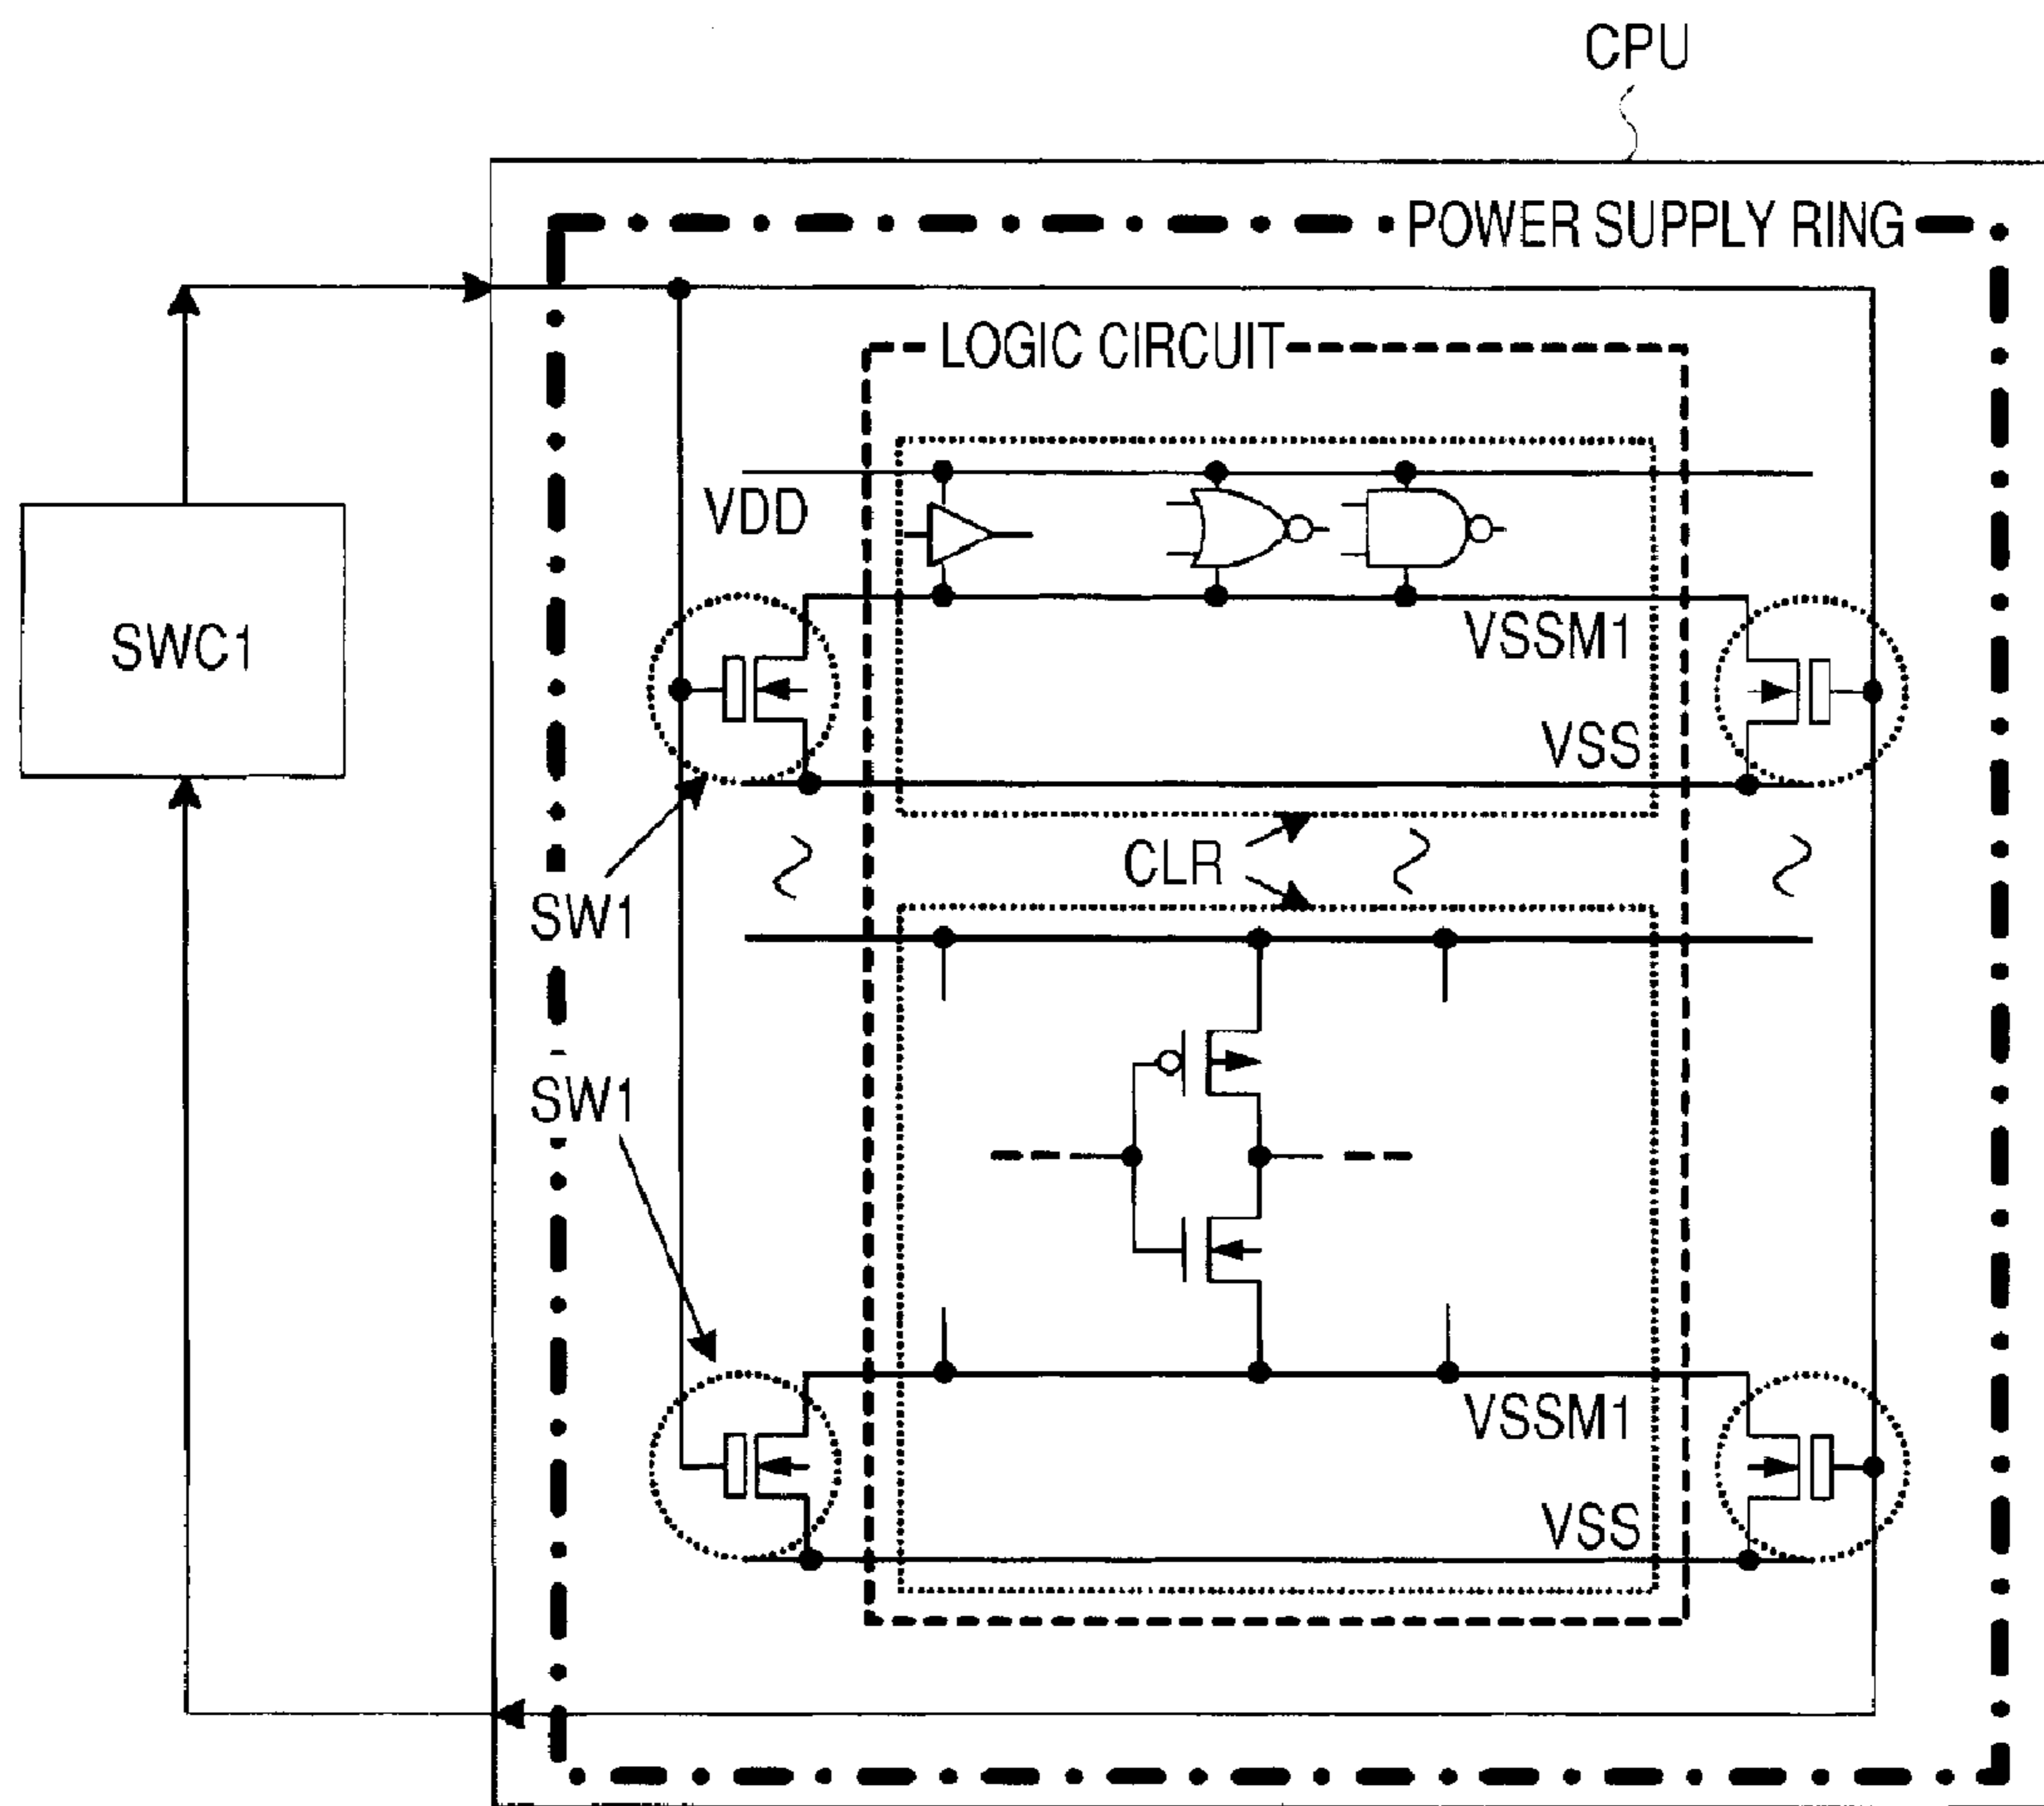 CPU
POWER SUPPLY RING
LOGIC CIRCUIT
VDD
SWC1
VSSM1
VSS
CLR
SW1
SW1
VSSM1
VSS